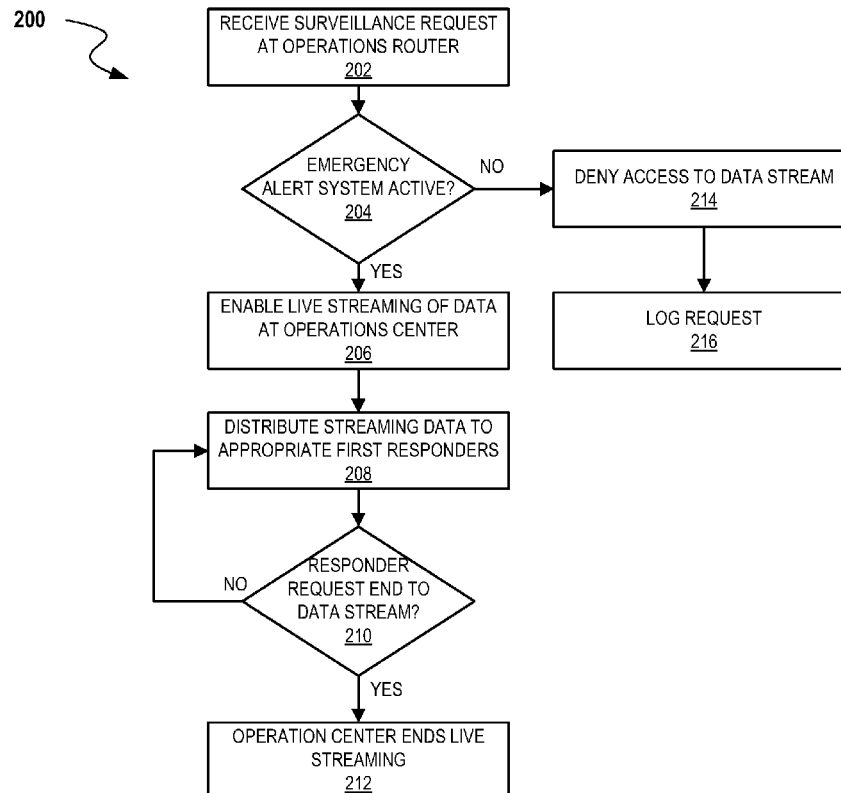 200
RECEIVE SURVEILLANCE REQUEST
AT OPERATIONS ROUTER
202
EMERGENCY
ALERT SYSTEM ACTIVE?
204
NO
DENY ACCESS TO DATA STREAM
214
YES
LOG REQUEST
216
ENABLE LIVE STREAMING OF DATA
AT OPERATIONS CENTER
206
DISTRIBUTE STREAMING DATA TO
APPROPRIATE FIRST RESPONDERS
208
RESPONDER
REQUEST END TO
DATA STREAM?
210
NO
YES
OPERATION CENTER ENDS LIVE
STREAMING
212